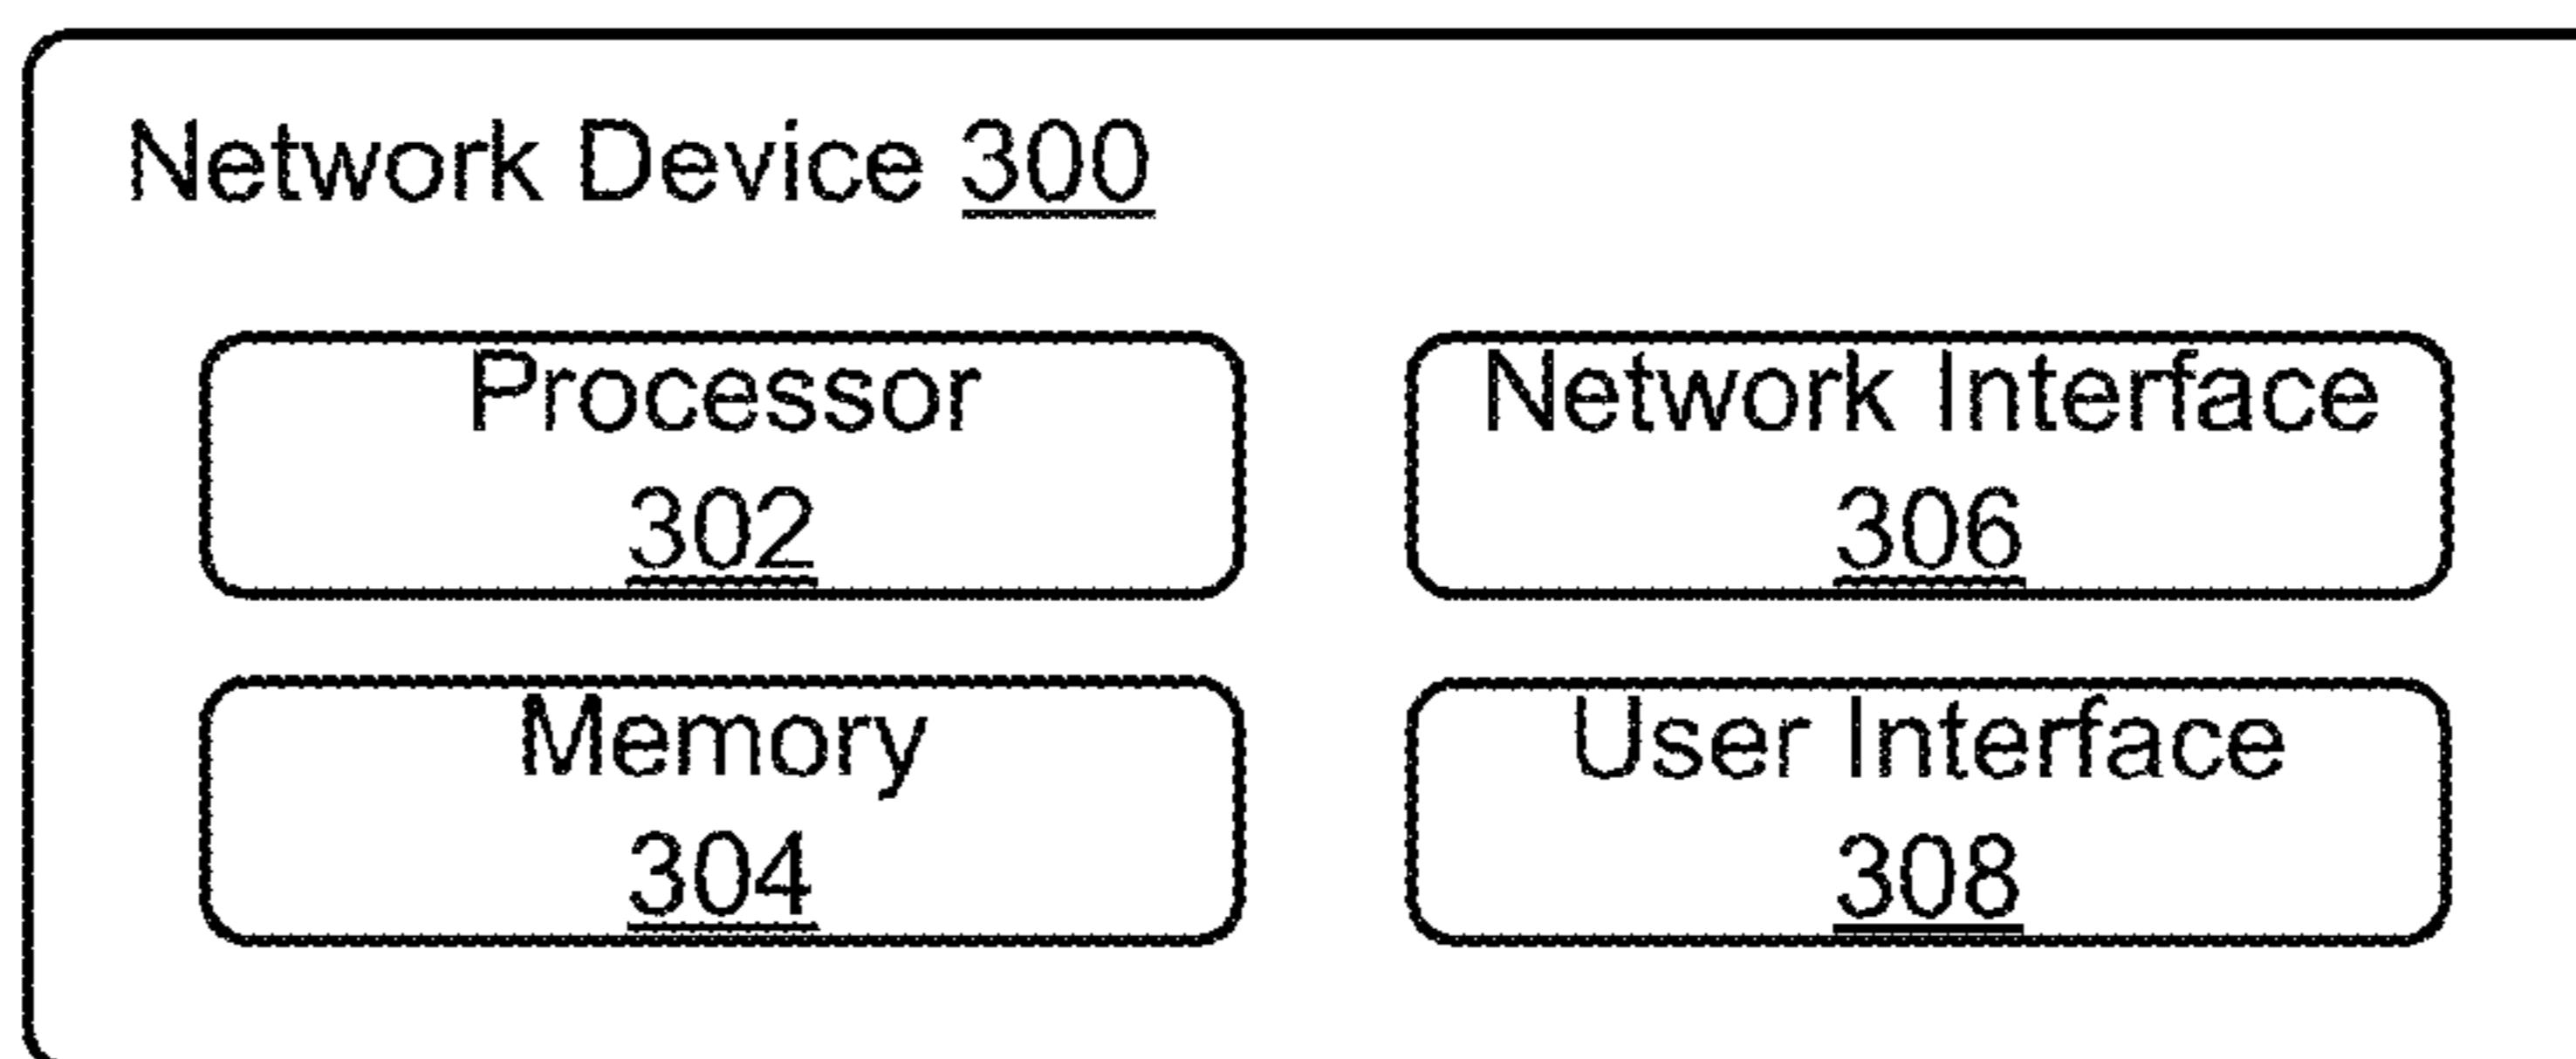 Network Device 300
Processor
302
Network Interface
306
Memory
304
User Interface
308